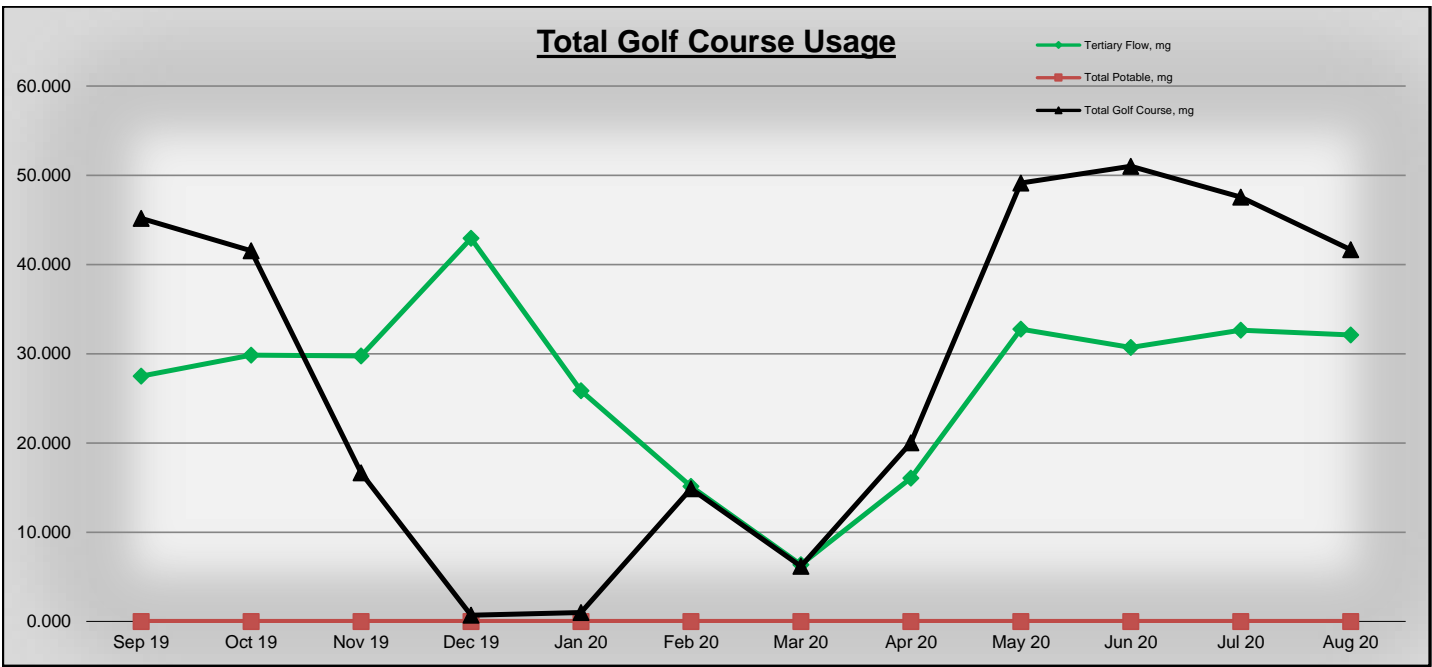 Total Golf Course Usage
Tertiary Flow, mg
Total Potable, mg
Total Golf Course, mg
60.000
50.000
40.000
30.000
20.000
10.000
0.000
Sep 19 Oct 19 Nov 19 Dec 19 Jan 20 Feb 20 Mar 20 Apr 20 May 20 Jun 20 Jul 20 Aug 20